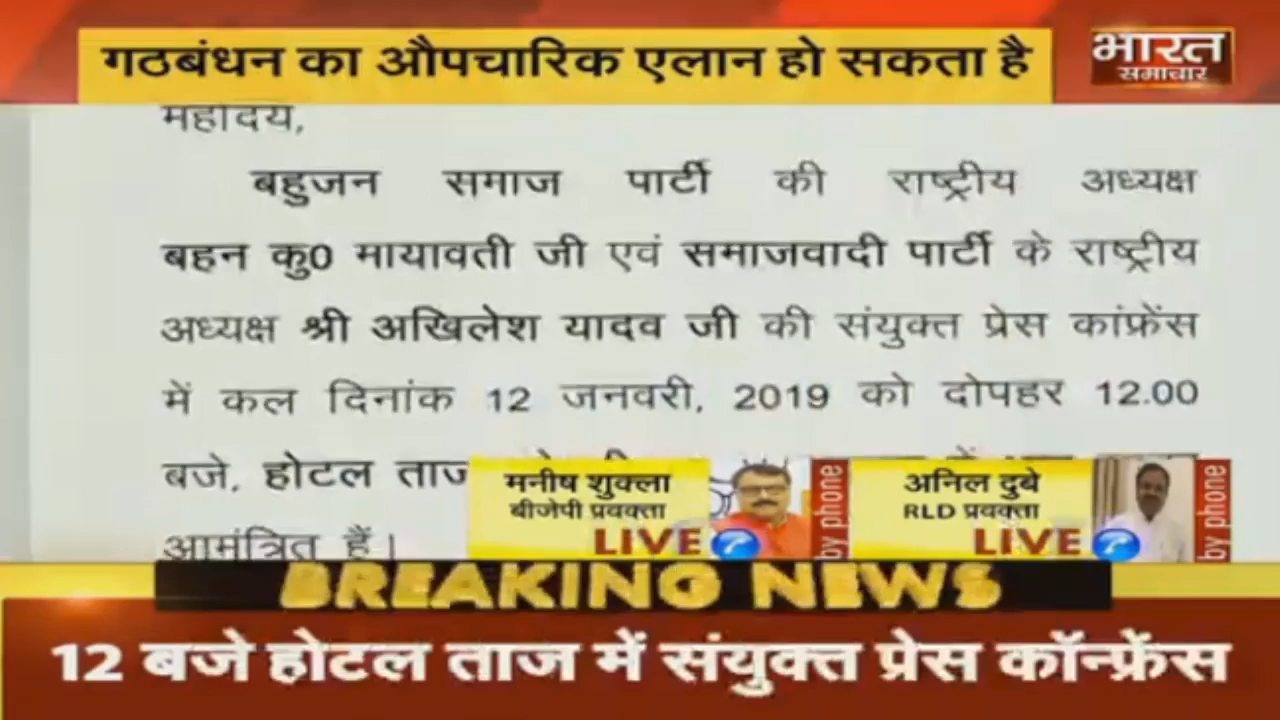 गठबंधन का औपचारिक एलान हो सकता है
भारत
समाचार
महोदय,
बहुजन समाज पार्टी की राष्ट्रीय अध्यक्ष
बहन कु0 मायावती जी एवं समाजवादी पार्टी के राष्ट्रीय
अध्यक्ष श्री अखिलेश यादव जी की संयुक्त प्रेस कांफ्रेंस
में कल दिनांक 12 जनवरी, 2019 को दोपहर 12.00
बजे, होटल ताज
आमंत्रित हैं।
मनीष शुक्ला
बीजेपी प्रवक्ता
LIVE
by phone
अनिल दुबे
RLD प्रवक्ता
LIVE
by phone
BREAKING NEWS
12 बजे होटल ताज में संयुक्त प्रेस कॉन्फ्रेंस